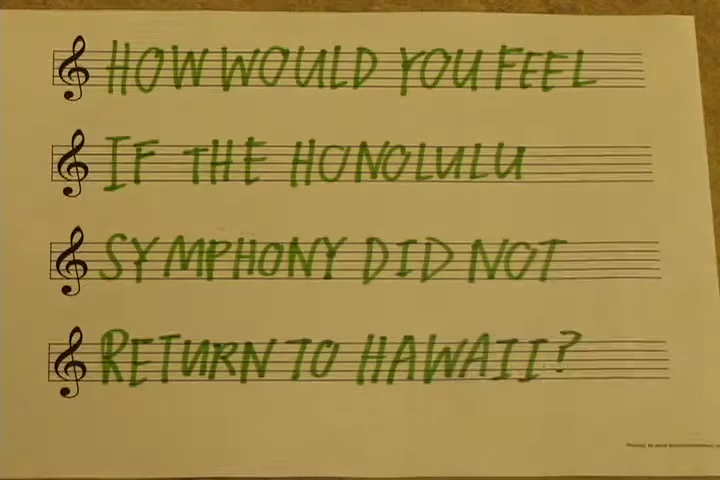 HOW WOULD YOU FEEL
IF THE HONOLULU
SYMPHONY DID NOT
RETURN TO HAWAII?